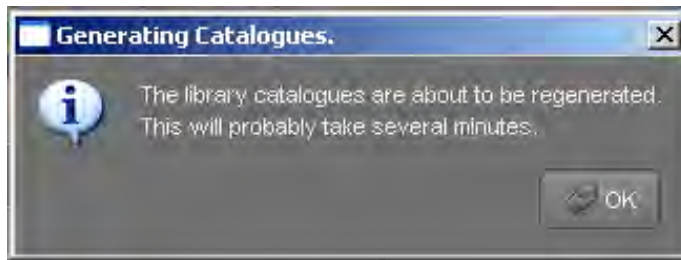 Generating Catalogues.
The library catalogues are about to be regenerated.
This will probably take several minutes.
OK